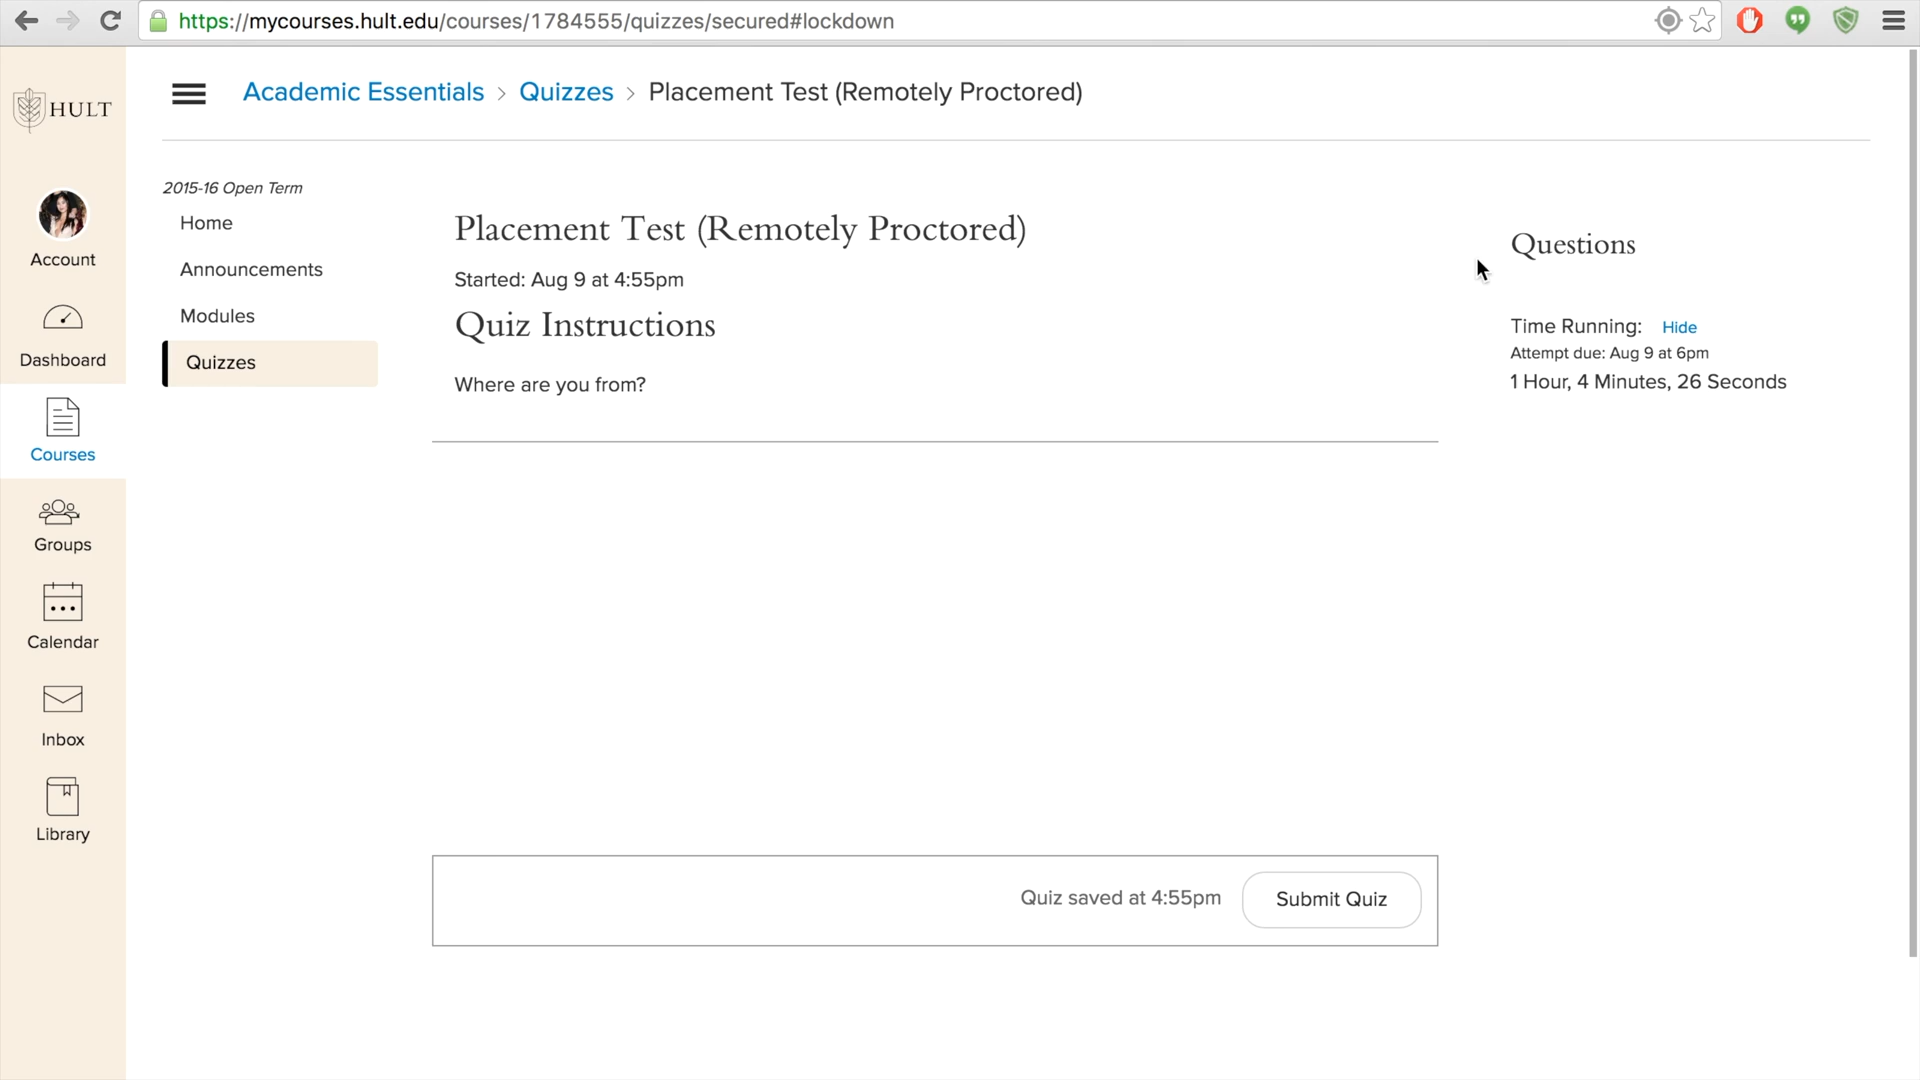 https://mycourses.hult.edu/courses/1784555/quizzes/secured#lockdown
HULT
Academic Essentials > Quizzes > Placement Test (Remotely Proctored)
Account
Dashboard
Courses
Groups
Calendar
Inbox
Library
2015-16 Open Term
Home
Announcements
Modules
Quizzes
Placement Test (Remotely Proctored)
Started: Aug 9 at 4:55pm
Quiz Instructions
Where are you from?
Quiz saved at 4:55pm
Submit Quiz
Questions
Time Running: Hide
Attempt due: Aug 9 at 6pm
1 Hour, 4 Minutes, 26 Seconds